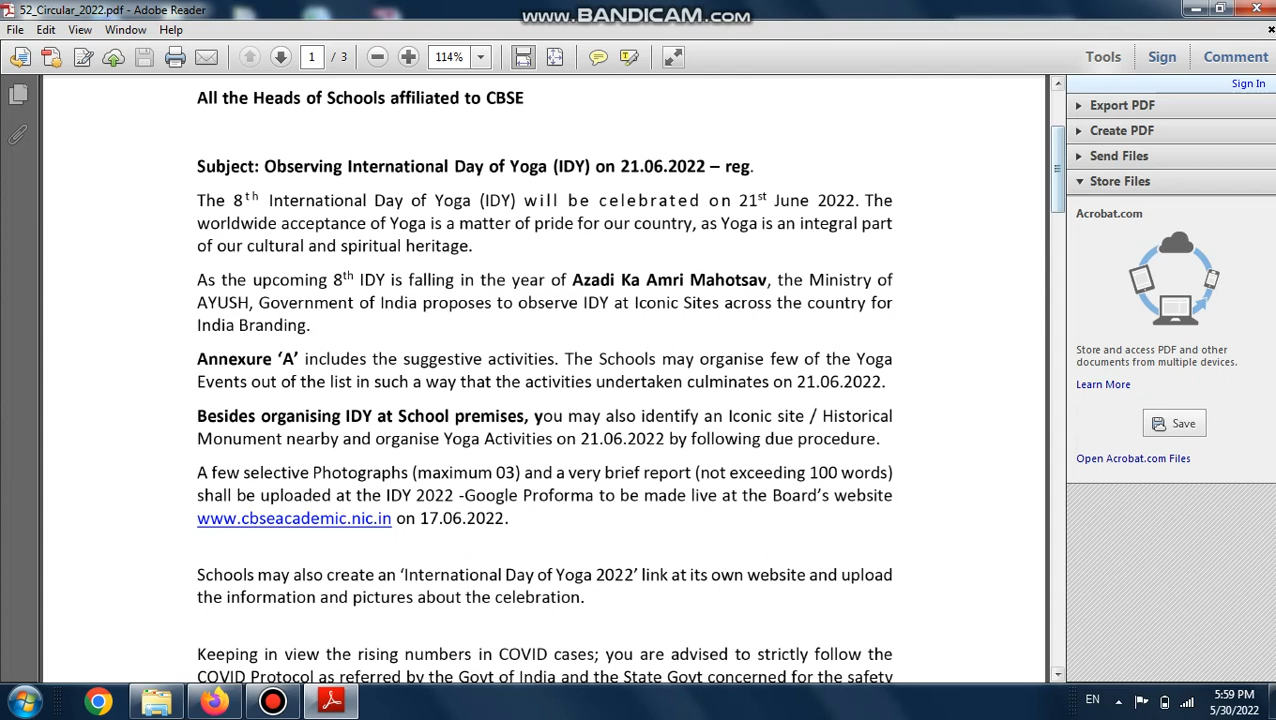 52_Circular_2022.pdf - Adobe Reader
www.BANDICAM.com
File Edit View Window Help
1 / 3 114% Tools Sign Comment
Sign In
Export PDF
Create PDF
Send Files
Store Files
Acrobat.com
Store and access PDF and other
documents from multiple devices.
Learn More
Save
Open Acrobat.com Files
All the Heads of Schools affiliated to CBSE
Subject: Observing International Day of Yoga (IDY) on 21.06.2022 – reg.
The 8th International Day of Yoga (IDY) will be celebrated on 21st June 2022. The
worldwide acceptance of Yoga is a matter of pride for our country, as Yoga is an integral part
of our cultural and spiritual heritage.
As the upcoming 8th IDY is falling in the year of Azadi Ka Amri Mahotsav, the Ministry of
AYUSH, Government of India proposes to observe IDY at Iconic Sites across the country for
India Branding.
Annexure ‘A’ includes the suggestive activities. The Schools may organise few of the Yoga
Events out of the list in such a way that the activities undertaken culminates on 21.06.2022.
Besides organising IDY at School premises, you may also identify an Iconic site / Historical
Monument nearby and organise Yoga Activities on 21.06.2022 by following due procedure.
A few selective Photographs (maximum 03) and a very brief report (not exceeding 100 words)
shall be uploaded at the IDY 2022 -Google Proforma to be made live at the Board’s website
www.cbseacademic.nic.in on 17.06.2022.
Schools may also create an ‘International Day of Yoga 2022’ link at its own website and upload
the information and pictures about the celebration.
Keeping in view the rising numbers in COVID cases; you are advised to strictly follow the
COVID Protocol as referred by the Govt of India and the State Govt concerned for the safety
EN
5:59 PM
5/30/2022